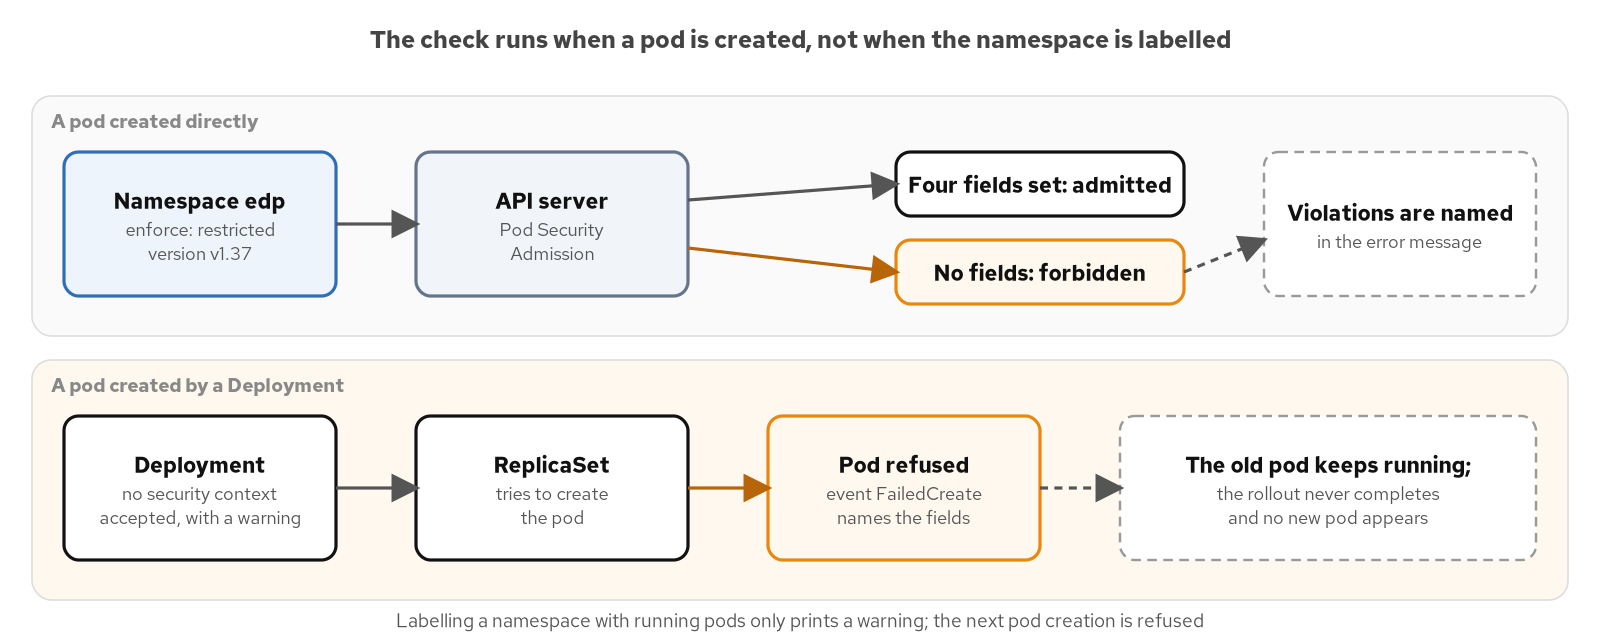 The check runs when a pod is created, not when the namespace is labelled
A pod created directly
Namespace edp
enforce: restricted
version v1.37
API server
Pod Security
Admission
Four fields set: admitted
No fields: forbidden
Violations are named
in the error message
A pod created by a Deployment
Deployment
no security context
accepted, with a warning
ReplicaSet
tries to create
the pod
Pod refused
event FailedCreate
names the fields
The old pod keeps running;
the rollout never completes
and no new pod appears
Labelling a namespace with running pods only prints a warning; the next pod creation is refused